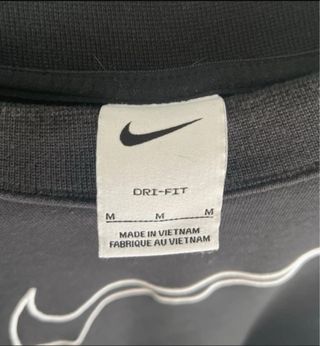 DRI-FIT
M M M
MADE IN VIETNAM
FABRIQUE AU VIETNAM